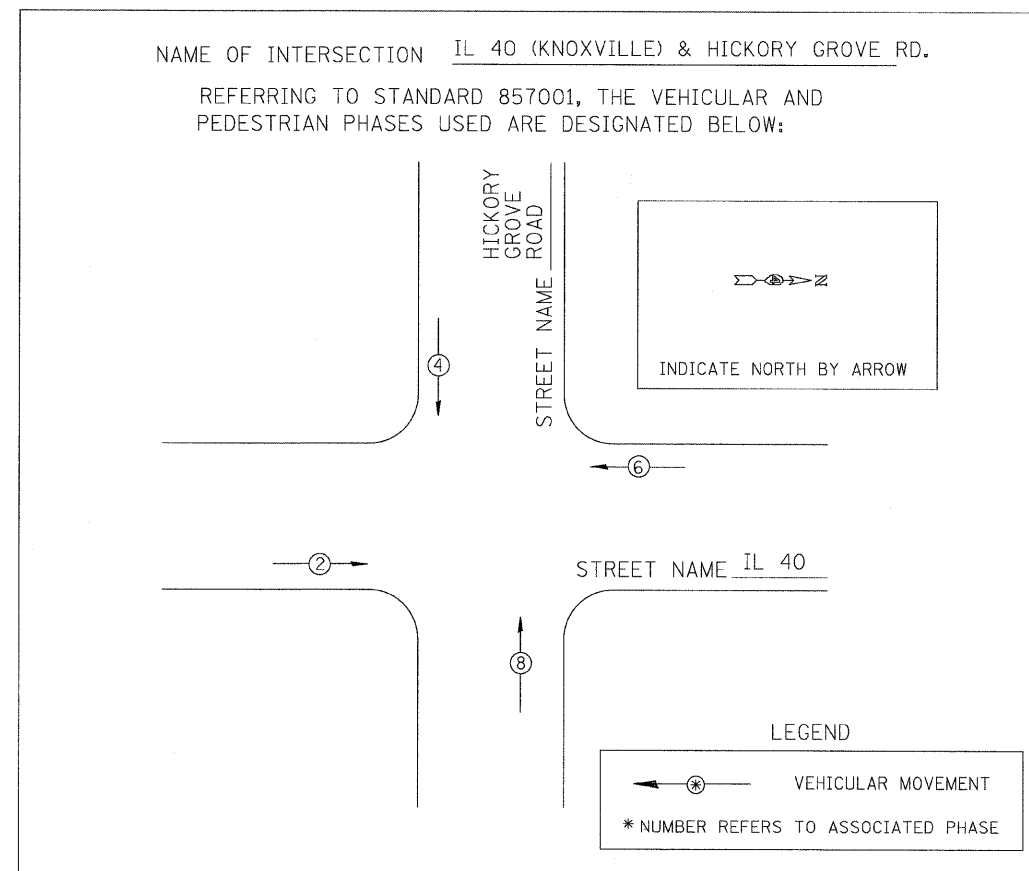 NAME OF INTERSECTION IL 40 (KNOXVILLE) & HICKORY GROVE RD.
REFERRING TO STANDARD 857001, THE VEHICULAR AND
PEDESTRIAN PHASES USED ARE DESIGNATED BELOW:
HICKORY
GROVE
ROAD
STREET NAME
N
INDICATE NORTH BY ARROW
4
6
2
STREET NAME IL 40
8
LEGEND
* VEHICULAR MOVEMENT
* NUMBER REFERS TO ASSOCIATED PHASE